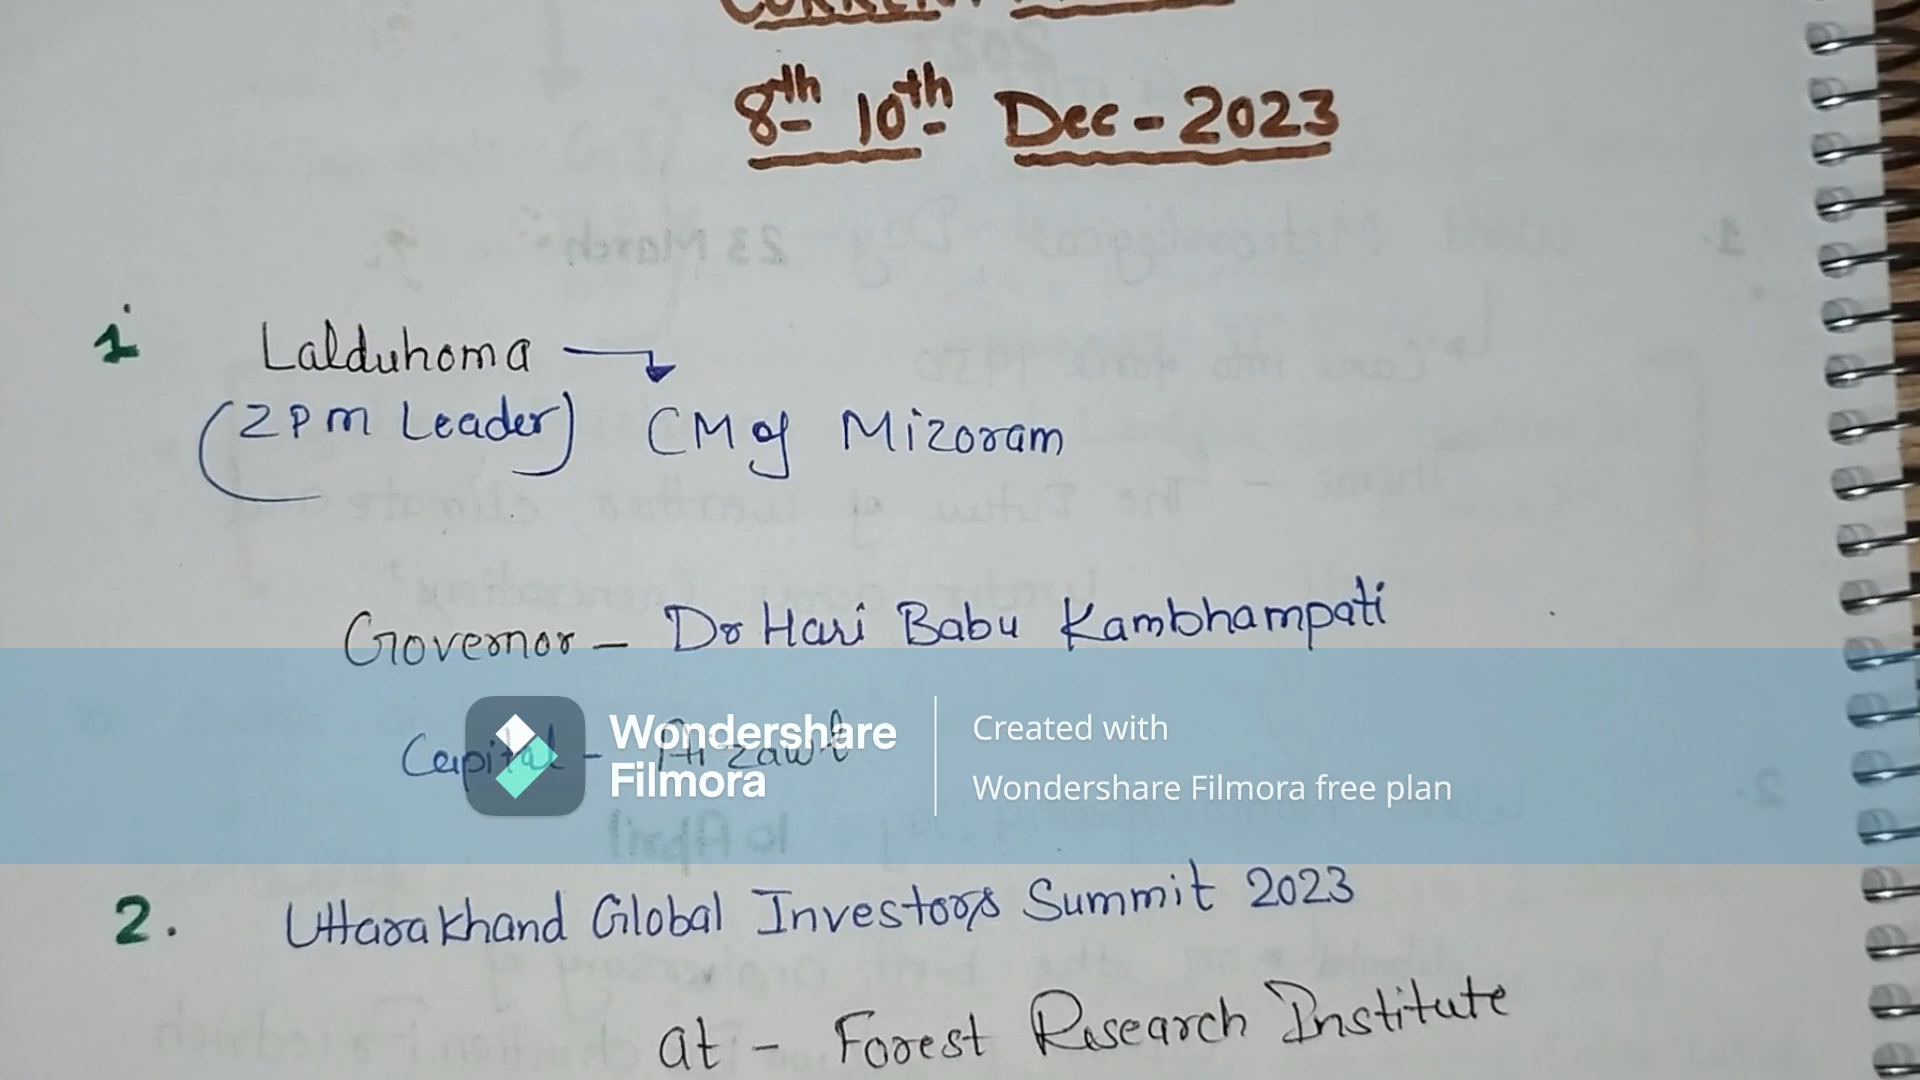 8th 10th Dec - 2023
1 Lalduhoma
(ZPM Leader) CM of Mizoram
Governor - Dr Hari Babu Kambhampati
Capital - Aizawl
Wondershare
Filmora
Created with
Wondershare Filmora free plan
2. Uttarakhand Global Investors Summit 2023
at - Forest Research Institute